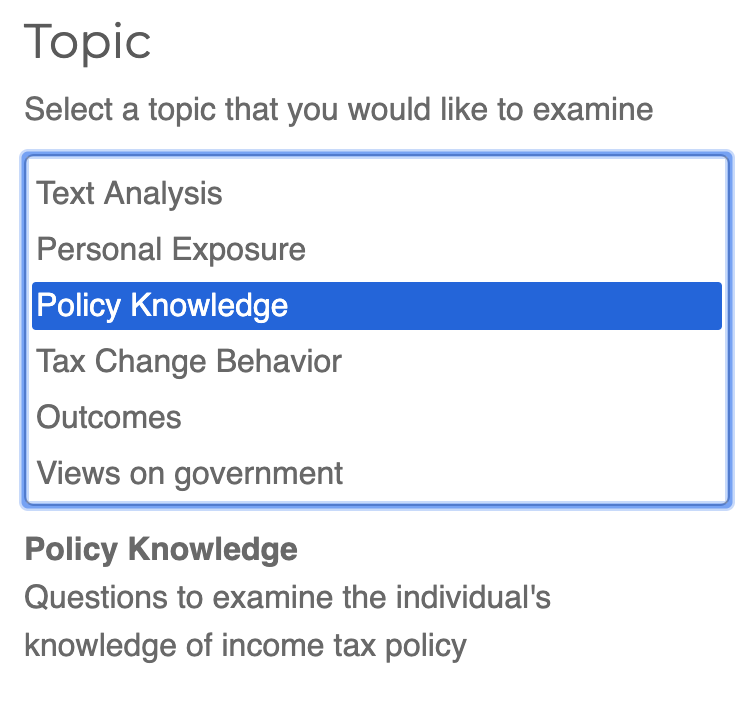 Topic
Select a topic that you would like to examine
Text Analysis
Personal Exposure
Policy Knowledge
Tax Change Behavior
Outcomes
Views on government
Policy Knowledge
Questions to examine the individual's
knowledge of income tax policy